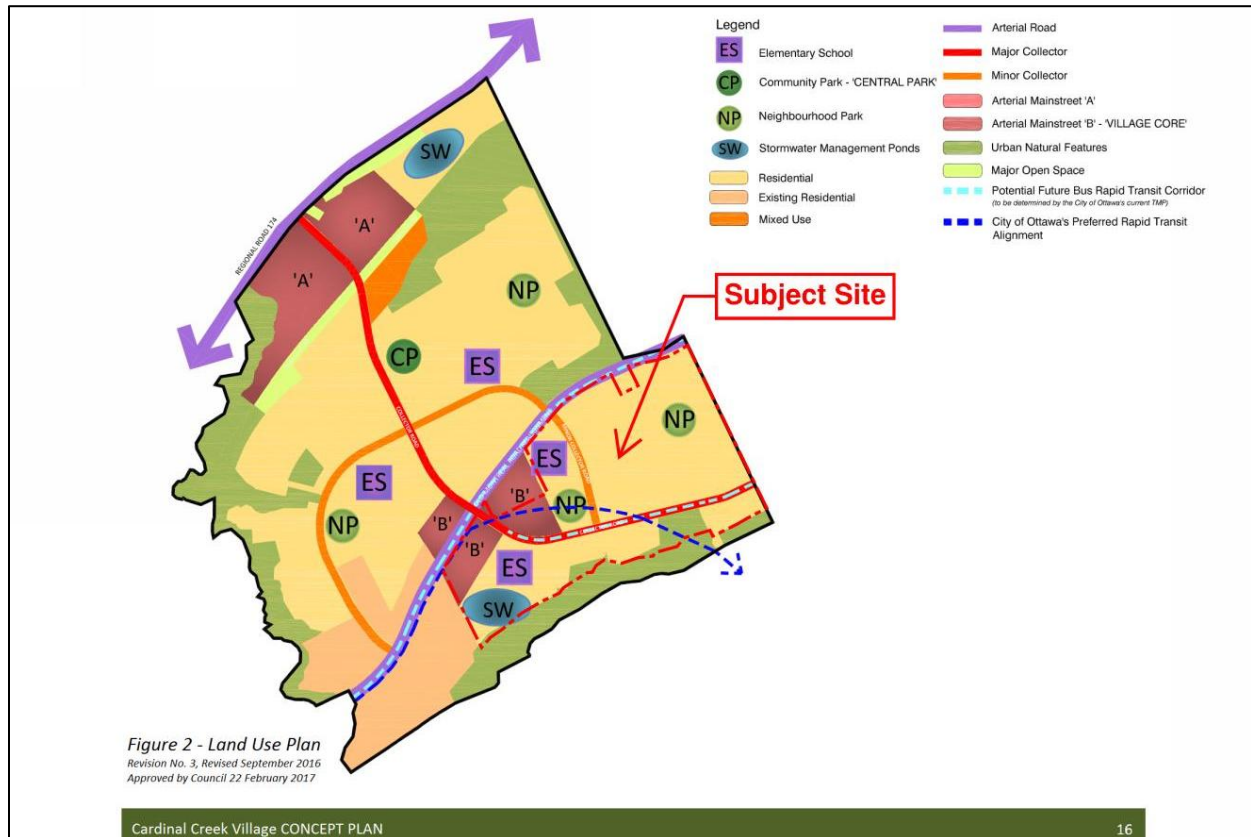 Legend
ES Elementary School
CP Community Park - 'CENTRAL PARK'
NP Neighbourhood Park
SW Stormwater Management Ponds
Residential
Existing Residential
Mixed Use
Arterial Road
Major Collector
Minor Collector
Arterial Mainstreet 'A'
Arterial Mainstreet 'B' - 'VILLAGE CORE'
Urban Natural Features
Major Open Space
Potential Future Bus Rapid Transit Corridor
(to be determined by the City of Ottawa's current TMP)
City of Ottawa's Preferred Rapid Transit
Alignment
SW
'A'
REGIONAL ROAD 174
'A'
NP
Subject Site
CP
ES
COLLECTOR ROAD
NP
ES
ES
'B'
NP
'B'
NP
'B'
ES
SW
Figure 2 - Land Use Plan
Revision No. 3, Revised September 2016
Approved by Council 22 February 2017
Cardinal Creek Village CONCEPT PLAN
16